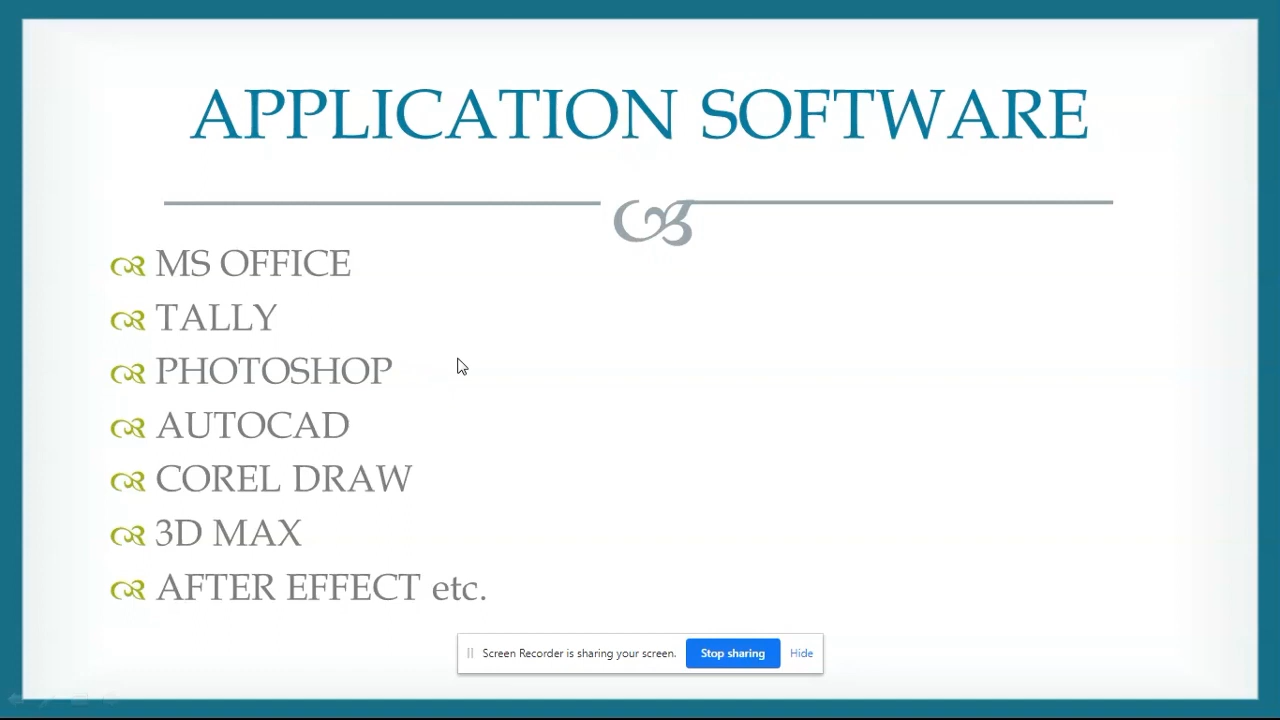 APPLICATION SOFTWARE
MS OFFICE
TALLY
PHOTOSHOP
AUTOCAD
COREL DRAW
3D MAX
AFTER EFFECT etc.
Screen Recorder is sharing your screen. Stop sharing Hide